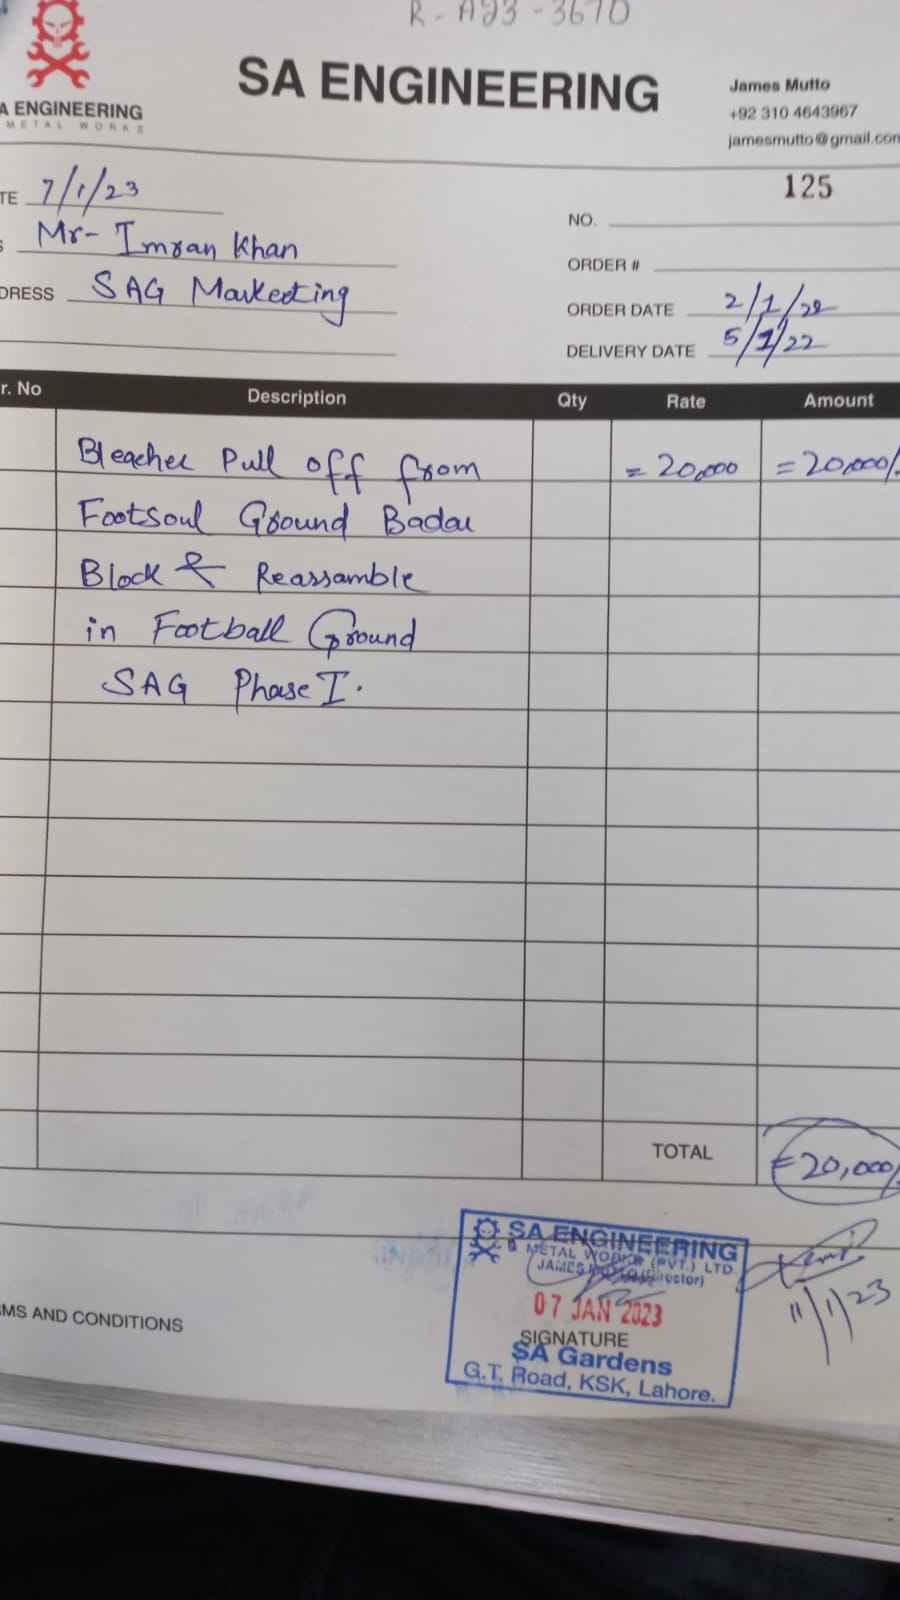 R-A23-3670
SA ENGINEERING
A ENGINEERING
METAL WORKS
James Mutto
+92 310 4643967
jamesmutto@gmail.com
125
TE 7/1/23
NO.
S Mr- Imran Khan
ORDER #
DRESS SAG Marketing
ORDER DATE 2/1/22
DELIVERY DATE 5/1/22
r. No Description Qty Rate Amount
Bleacher Pull off from =20,000 =20,000/-
Footsoul Ground Badar
Block & Reassamble
in Football Ground
SAG Phase I.
TOTAL =20,000/-
SA ENGINEERING
METAL WORKS (PVT.) LTD.
JAMES MUTTO (Director)
07 JAN 2023
11/1/23
SIGNATURE
SA Gardens
G.T. Road, KSK, Lahore.
MS AND CONDITIONS